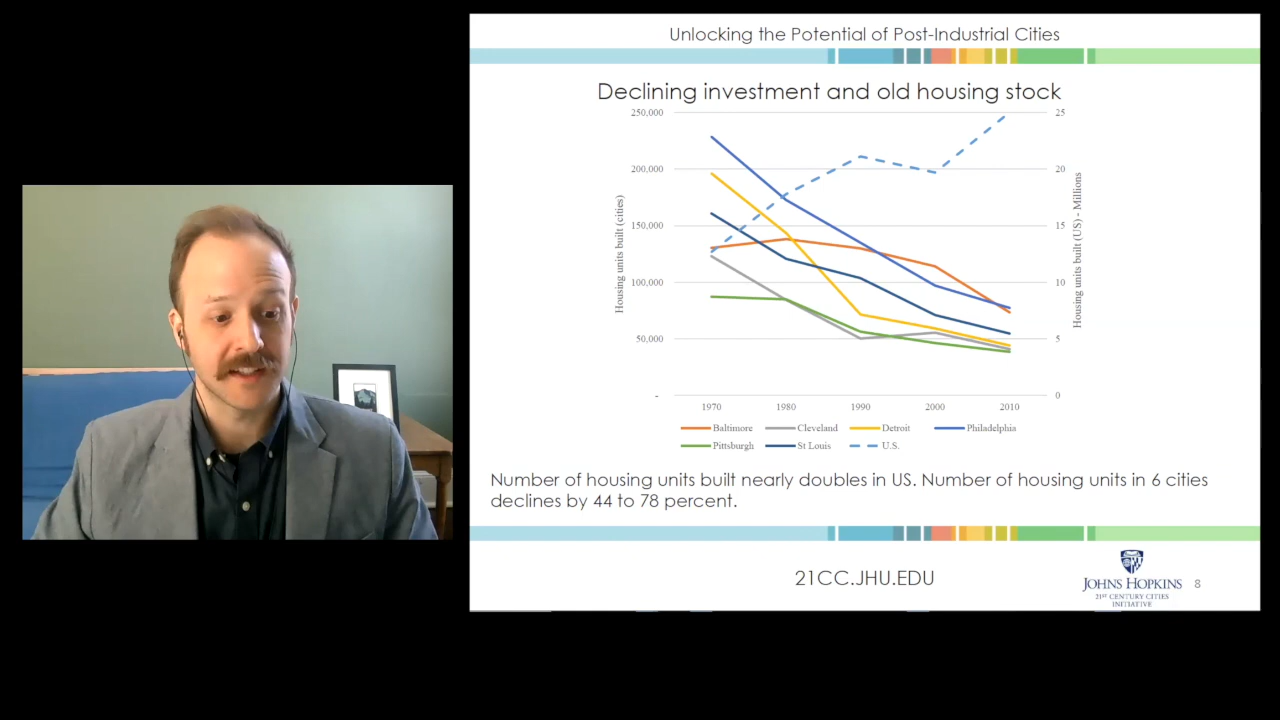 Unlocking the Potential of Post-Industrial Cities
Declining investment and old housing stock
250,000
200,000
150,000
100,000
50,000
-
Housing units built (cities)
25
20
15
10
5
0
Housing units built (US) - Millions
1970 1980 1990 2000 2010
Baltimore Cleveland Detroit Philadelphia
Pittsburgh St Louis U.S.
Number of housing units built nearly doubles in US. Number of housing units in 6 cities
declines by 44 to 78 percent.
21CC.JHU.EDU
JOHNS HOPKINS
21ST CENTURY CITIES
INITIATIVE
8